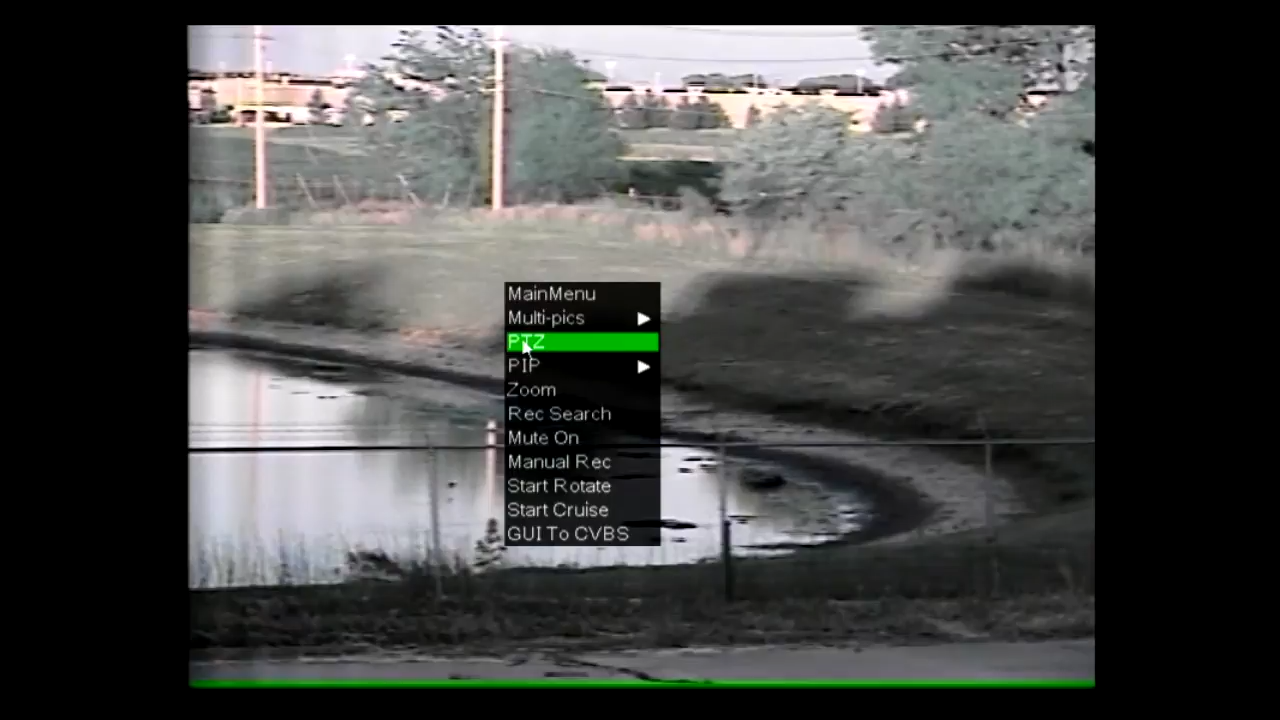 MainMenu
Multi-pics
PTZ
PIP
Zoom
Rec Search
Mute On
Manual Rec
Start Rotate
Start Cruise
GUI To CVBS